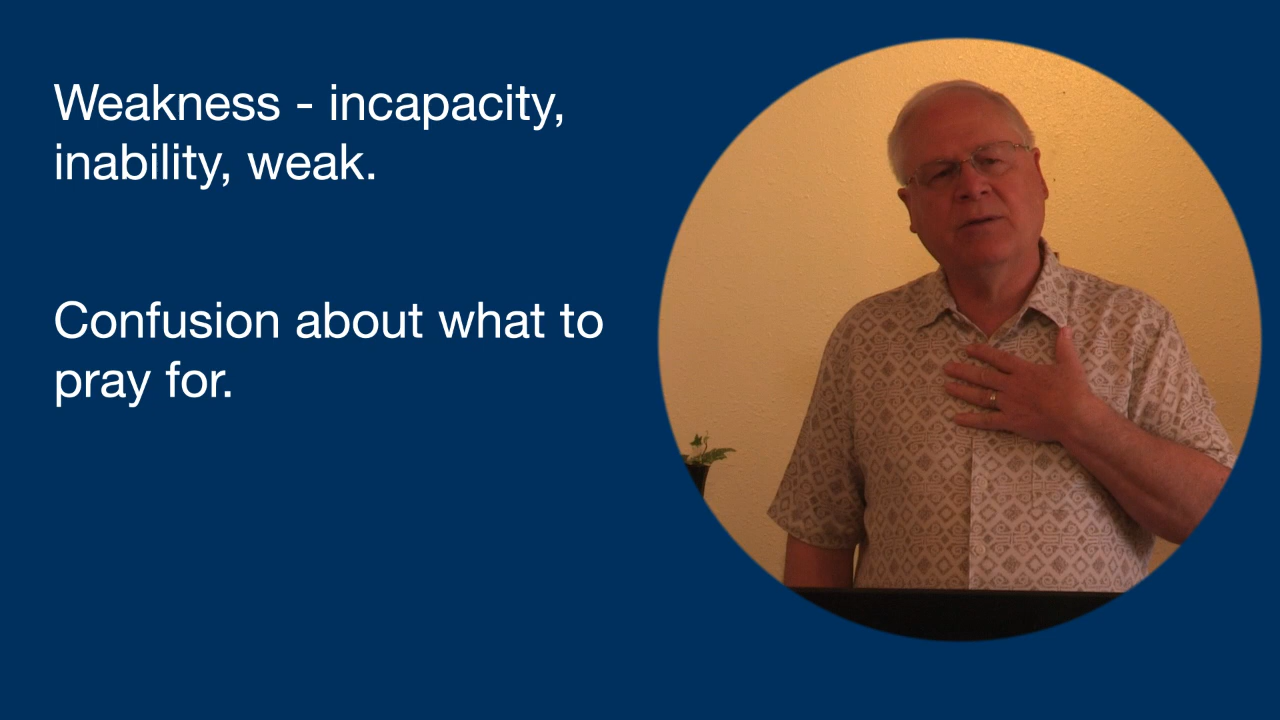 Weakness - incapacity,
inability, weak.
Confusion about what to
pray for.